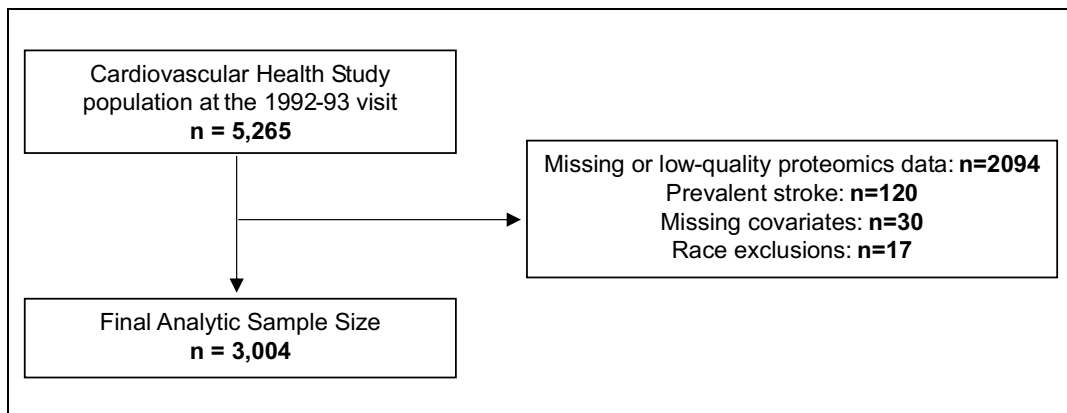 Cardiovascular Health Study
population at the 1992-93 visit
n = 5,265
Missing or low-quality proteomics data: n=2094
Prevalent stroke: n=120
Missing covariates: n=30
Race exclusions: n=17
Final Analytic Sample Size
n = 3,004